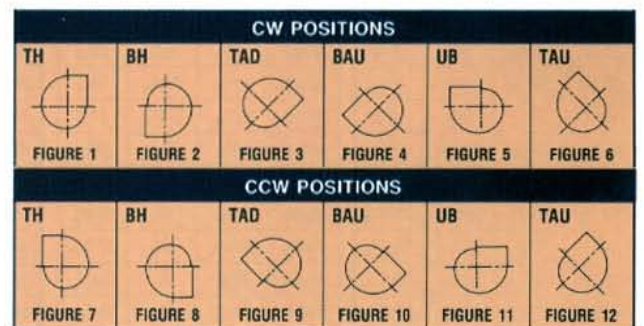 CW POSITIONS
TH BH TAD BAU UB TAU
FIGURE 1 FIGURE 2 FIGURE 3 FIGURE 4 FIGURE 5 FIGURE 6
CCW POSITIONS
TH BH TAD BAU UB TAU
FIGURE 7 FIGURE 8 FIGURE 9 FIGURE 10 FIGURE 11 FIGURE 12